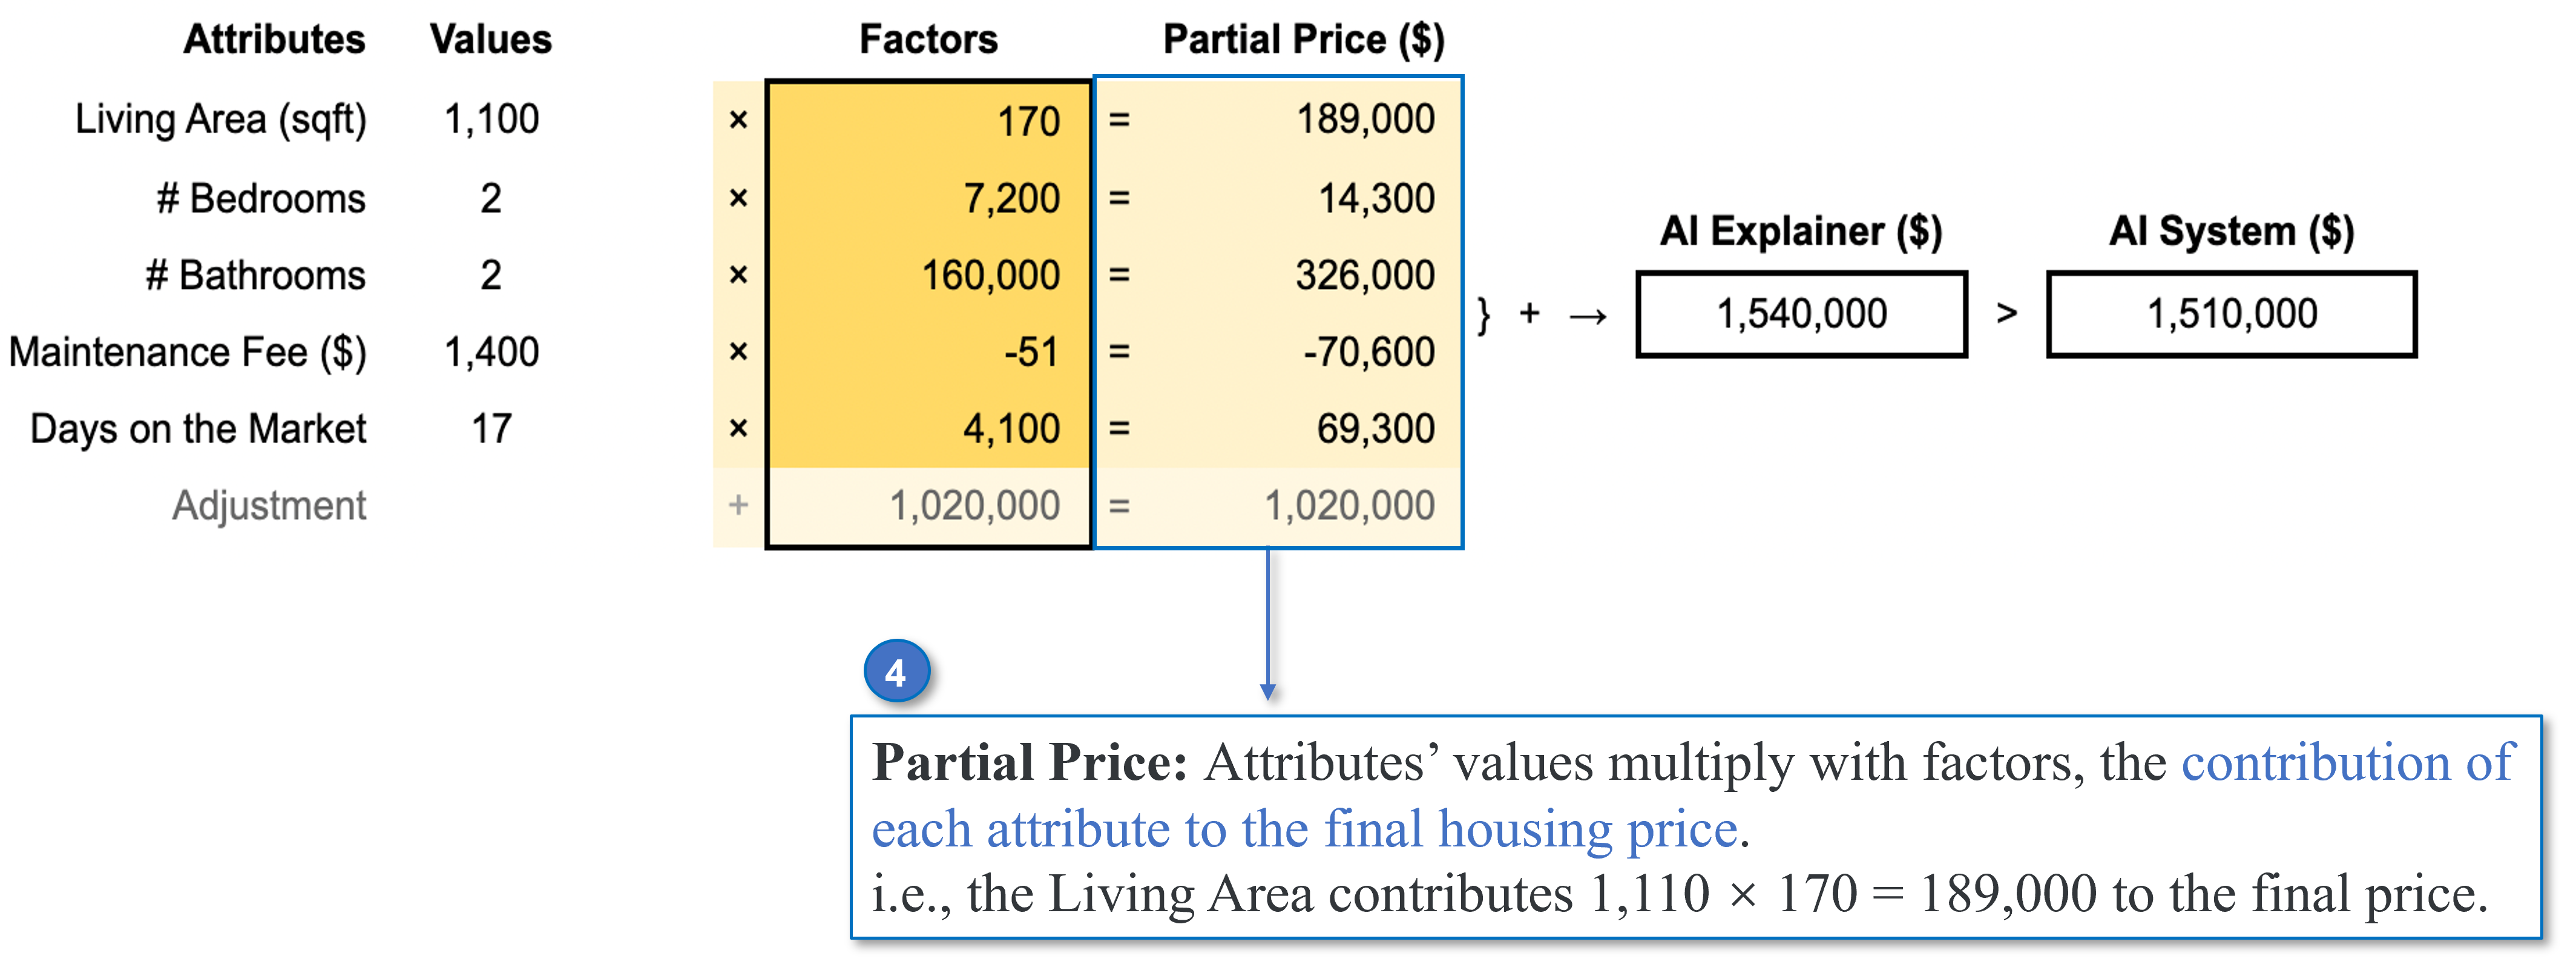 Attributes Values Factors Partial Price ($)
Living Area (sqft) 1,100 × 170 = 189,000
# Bedrooms 2 × 7,200 = 14,300
# Bathrooms 2 × 160,000 = 326,000
Maintenance Fee ($) 1,400 × -51 = -70,600
Days on the Market 17 × 4,100 = 69,300
Adjustment + 1,020,000 = 1,020,000
AI Explainer ($) AI System ($)
} + → 1,540,000 > 1,510,000
4
Partial Price: Attributes’ values multiply with factors, the contribution of
each attribute to the final housing price.
i.e., the Living Area contributes 1,110 × 170 = 189,000 to the final price.